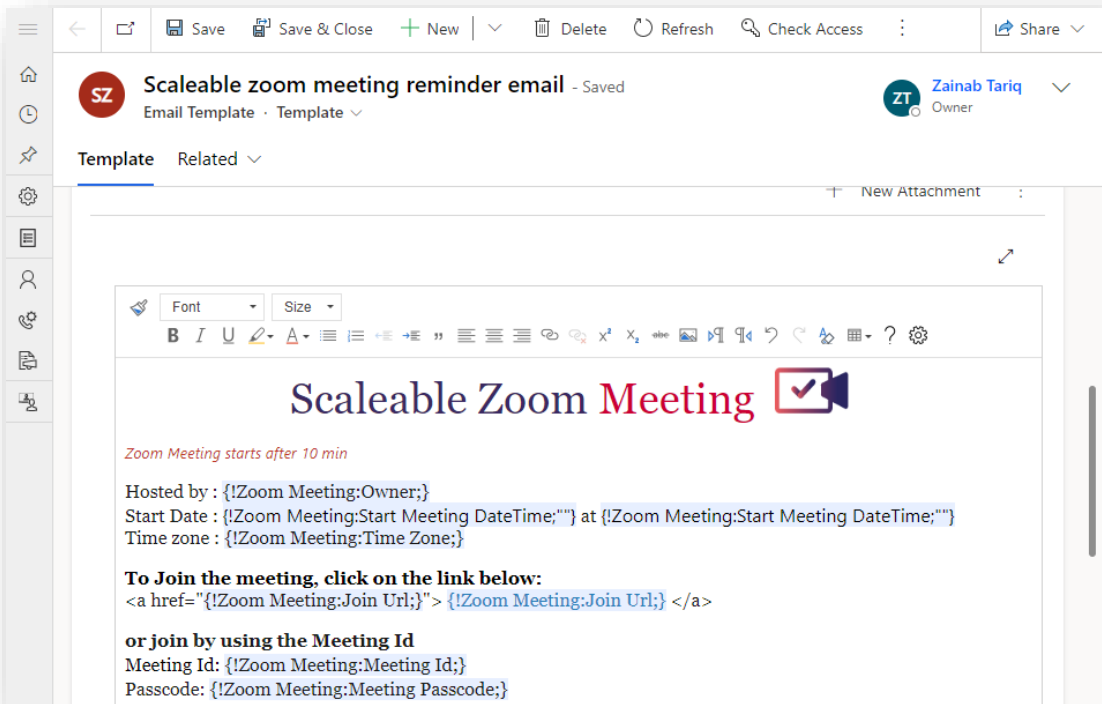 Save Save & Close New Delete Refresh Check Access Share
SZ
Scaleable zoom meeting reminder email - Saved
Email Template · Template
ZT
Zainab Tariq
Owner
Template Related
New Attachment
Font Size
Scaleable Zoom Meeting
Zoom Meeting starts after 10 min
Hosted by : {!Zoom Meeting:Owner;}
Start Date : {!Zoom Meeting:Start Meeting DateTime;""} at {!Zoom Meeting:Start Meeting DateTime;""}
Time zone : {!Zoom Meeting:Time Zone;}
To Join the meeting, click on the link below:
<a href="{!Zoom Meeting:Join Url;}"> {!Zoom Meeting:Join Url;} </a>
or join by using the Meeting Id
Meeting Id: {!Zoom Meeting:Meeting Id;}
Passcode: {!Zoom Meeting:Meeting Passcode;}